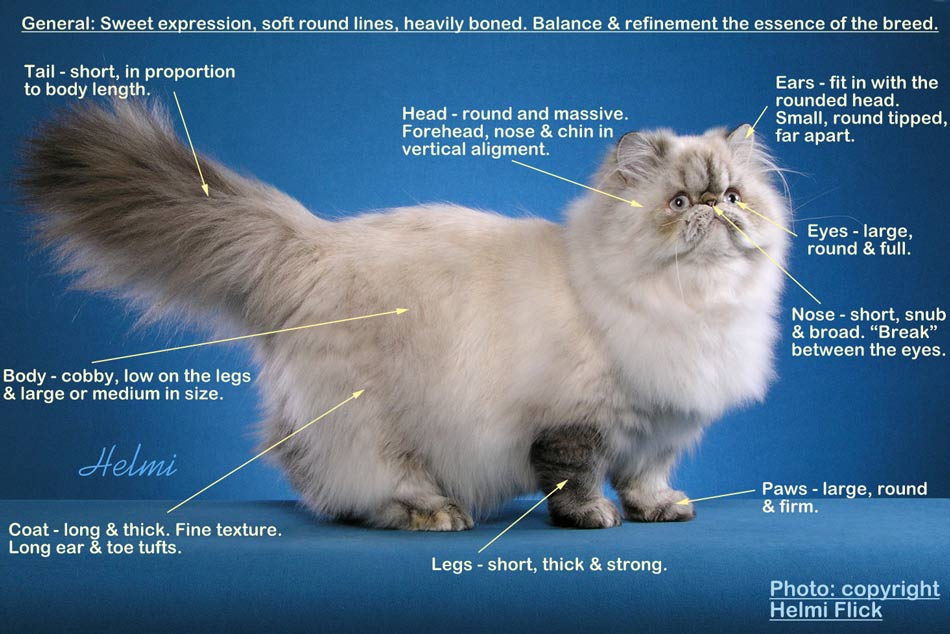 General: Sweet expression, soft round lines, heavily boned. Balance & refinement the essence of the breed.
Tail - short, in proportion
to body length.
Head - round and massive.
Forehead, nose & chin in
vertical aligment.
Ears - fit in with the
rounded head.
Small, round tipped,
far apart.
Eyes - large,
round & full.
Nose - short, snub
& broad. “Break”
between the eyes.
Body - cobby, low on the legs
& large or medium in size.
Helmi
Coat - long & thick. Fine texture.
Long ear & toe tufts.
Legs - short, thick & strong.
Paws - large, round
& firm.
Photo: copyright
Helmi Flick